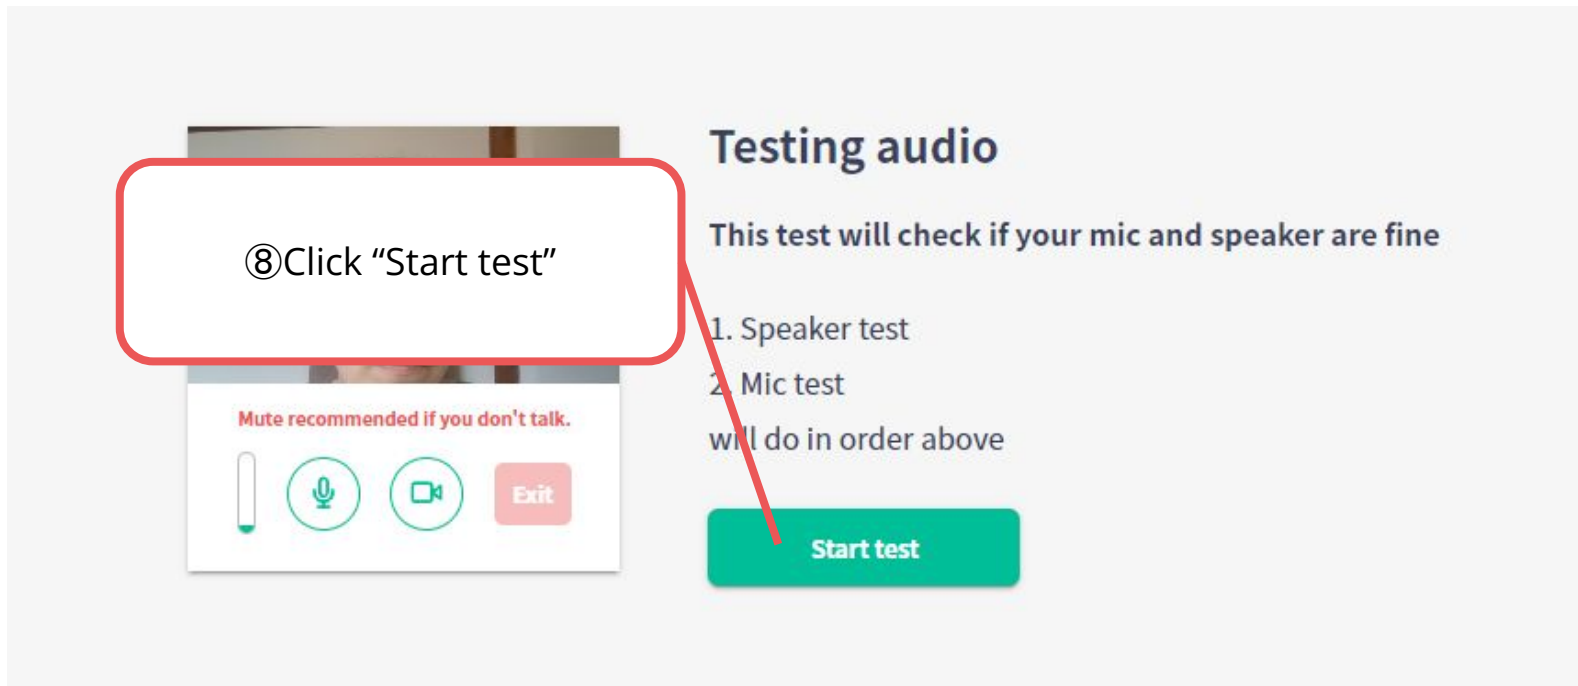 Testing audio
This test will check if your mic and speaker are fine
⑧Click “Start test”
1. Speaker test
2. Mic test
will do in order above
Mute recommended if you don't talk.
Exit
Start test